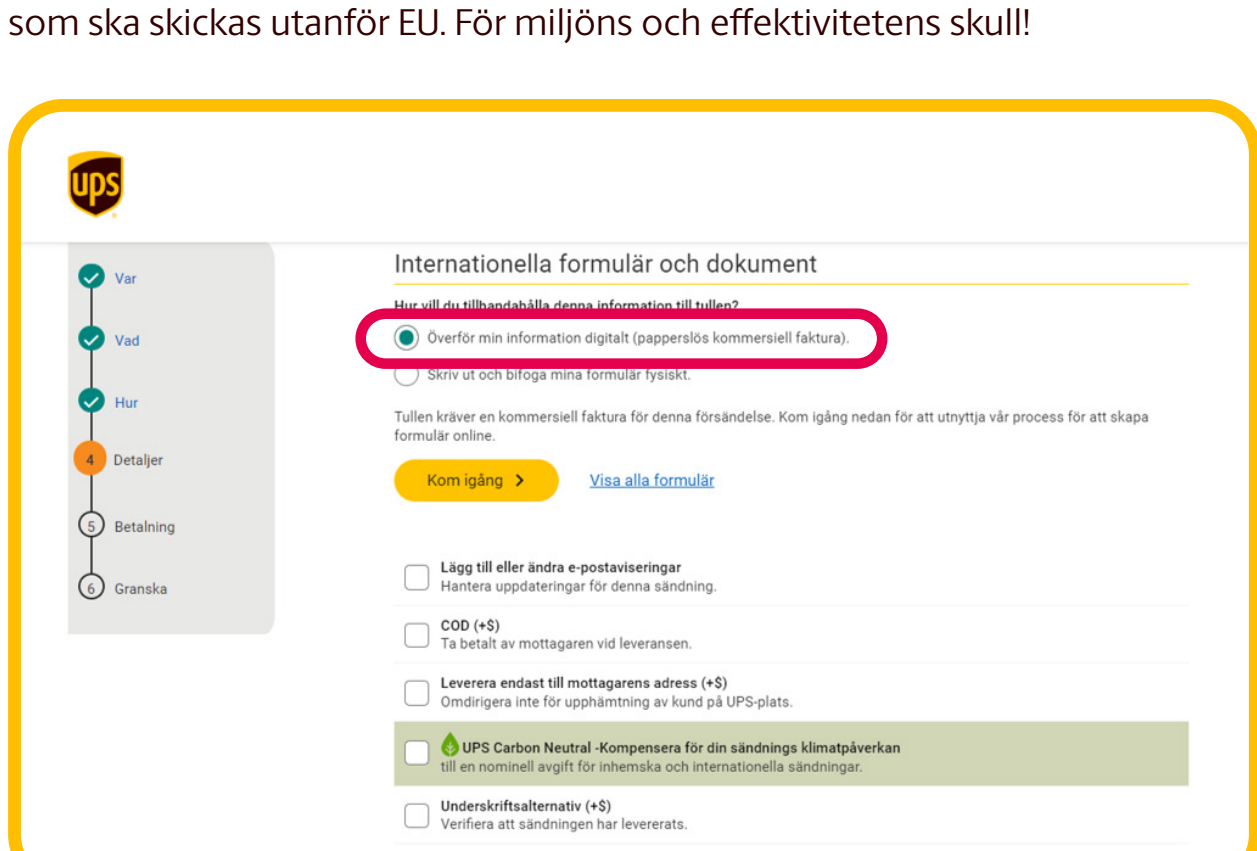 som ska skickas utanför EU. För miljöns och effektivitetens skull!
ups
Var
Vad
Hur
4 Detaljer
5 Betalning
6 Granska
Internationella formulär och dokument
Hur vill du tillhandahålla denna information till tullen?
Överför min information digitalt (papperslös kommersiell faktura).
Skriv ut och bifoga mina formulär fysiskt.
Tullen kräver en kommersiell faktura för denna försändelse. Kom igång nedan för att utnyttja vår process för att skapa
formulär online.
Kom igång
Visa alla formulär
Lägg till eller ändra e-postaviseringar
Hantera uppdateringar för denna sändning.
COD (+$)
Ta betalt av mottagaren vid leveransen.
Leverera endast till mottagarens adress (+$)
Omdirigera inte för upphämtning av kund på UPS-plats.
UPS Carbon Neutral -Kompensera för din sändnings klimatpåverkan
till en nominell avgift för inhemska och internationella sändningar.
Underskriftsalternativ (+$)
Verifiera att sändningen har levererats.